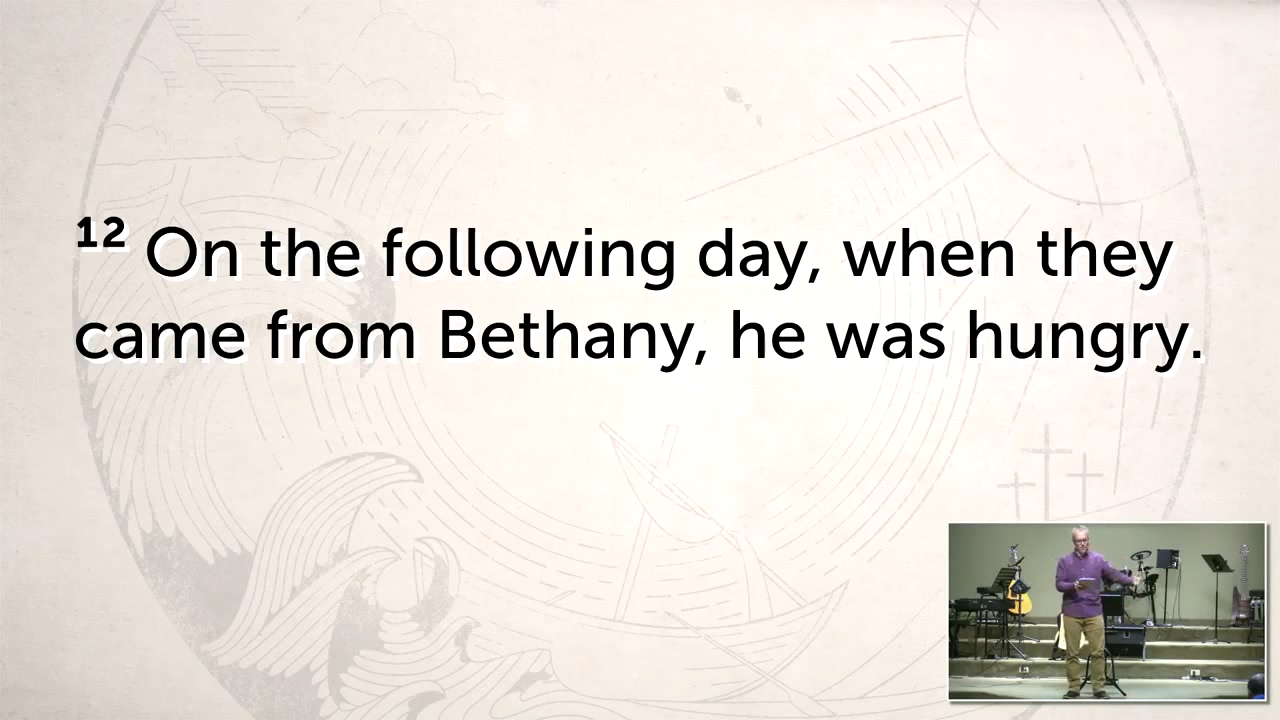 12 On the following day, when they
came from Bethany, he was hungry.